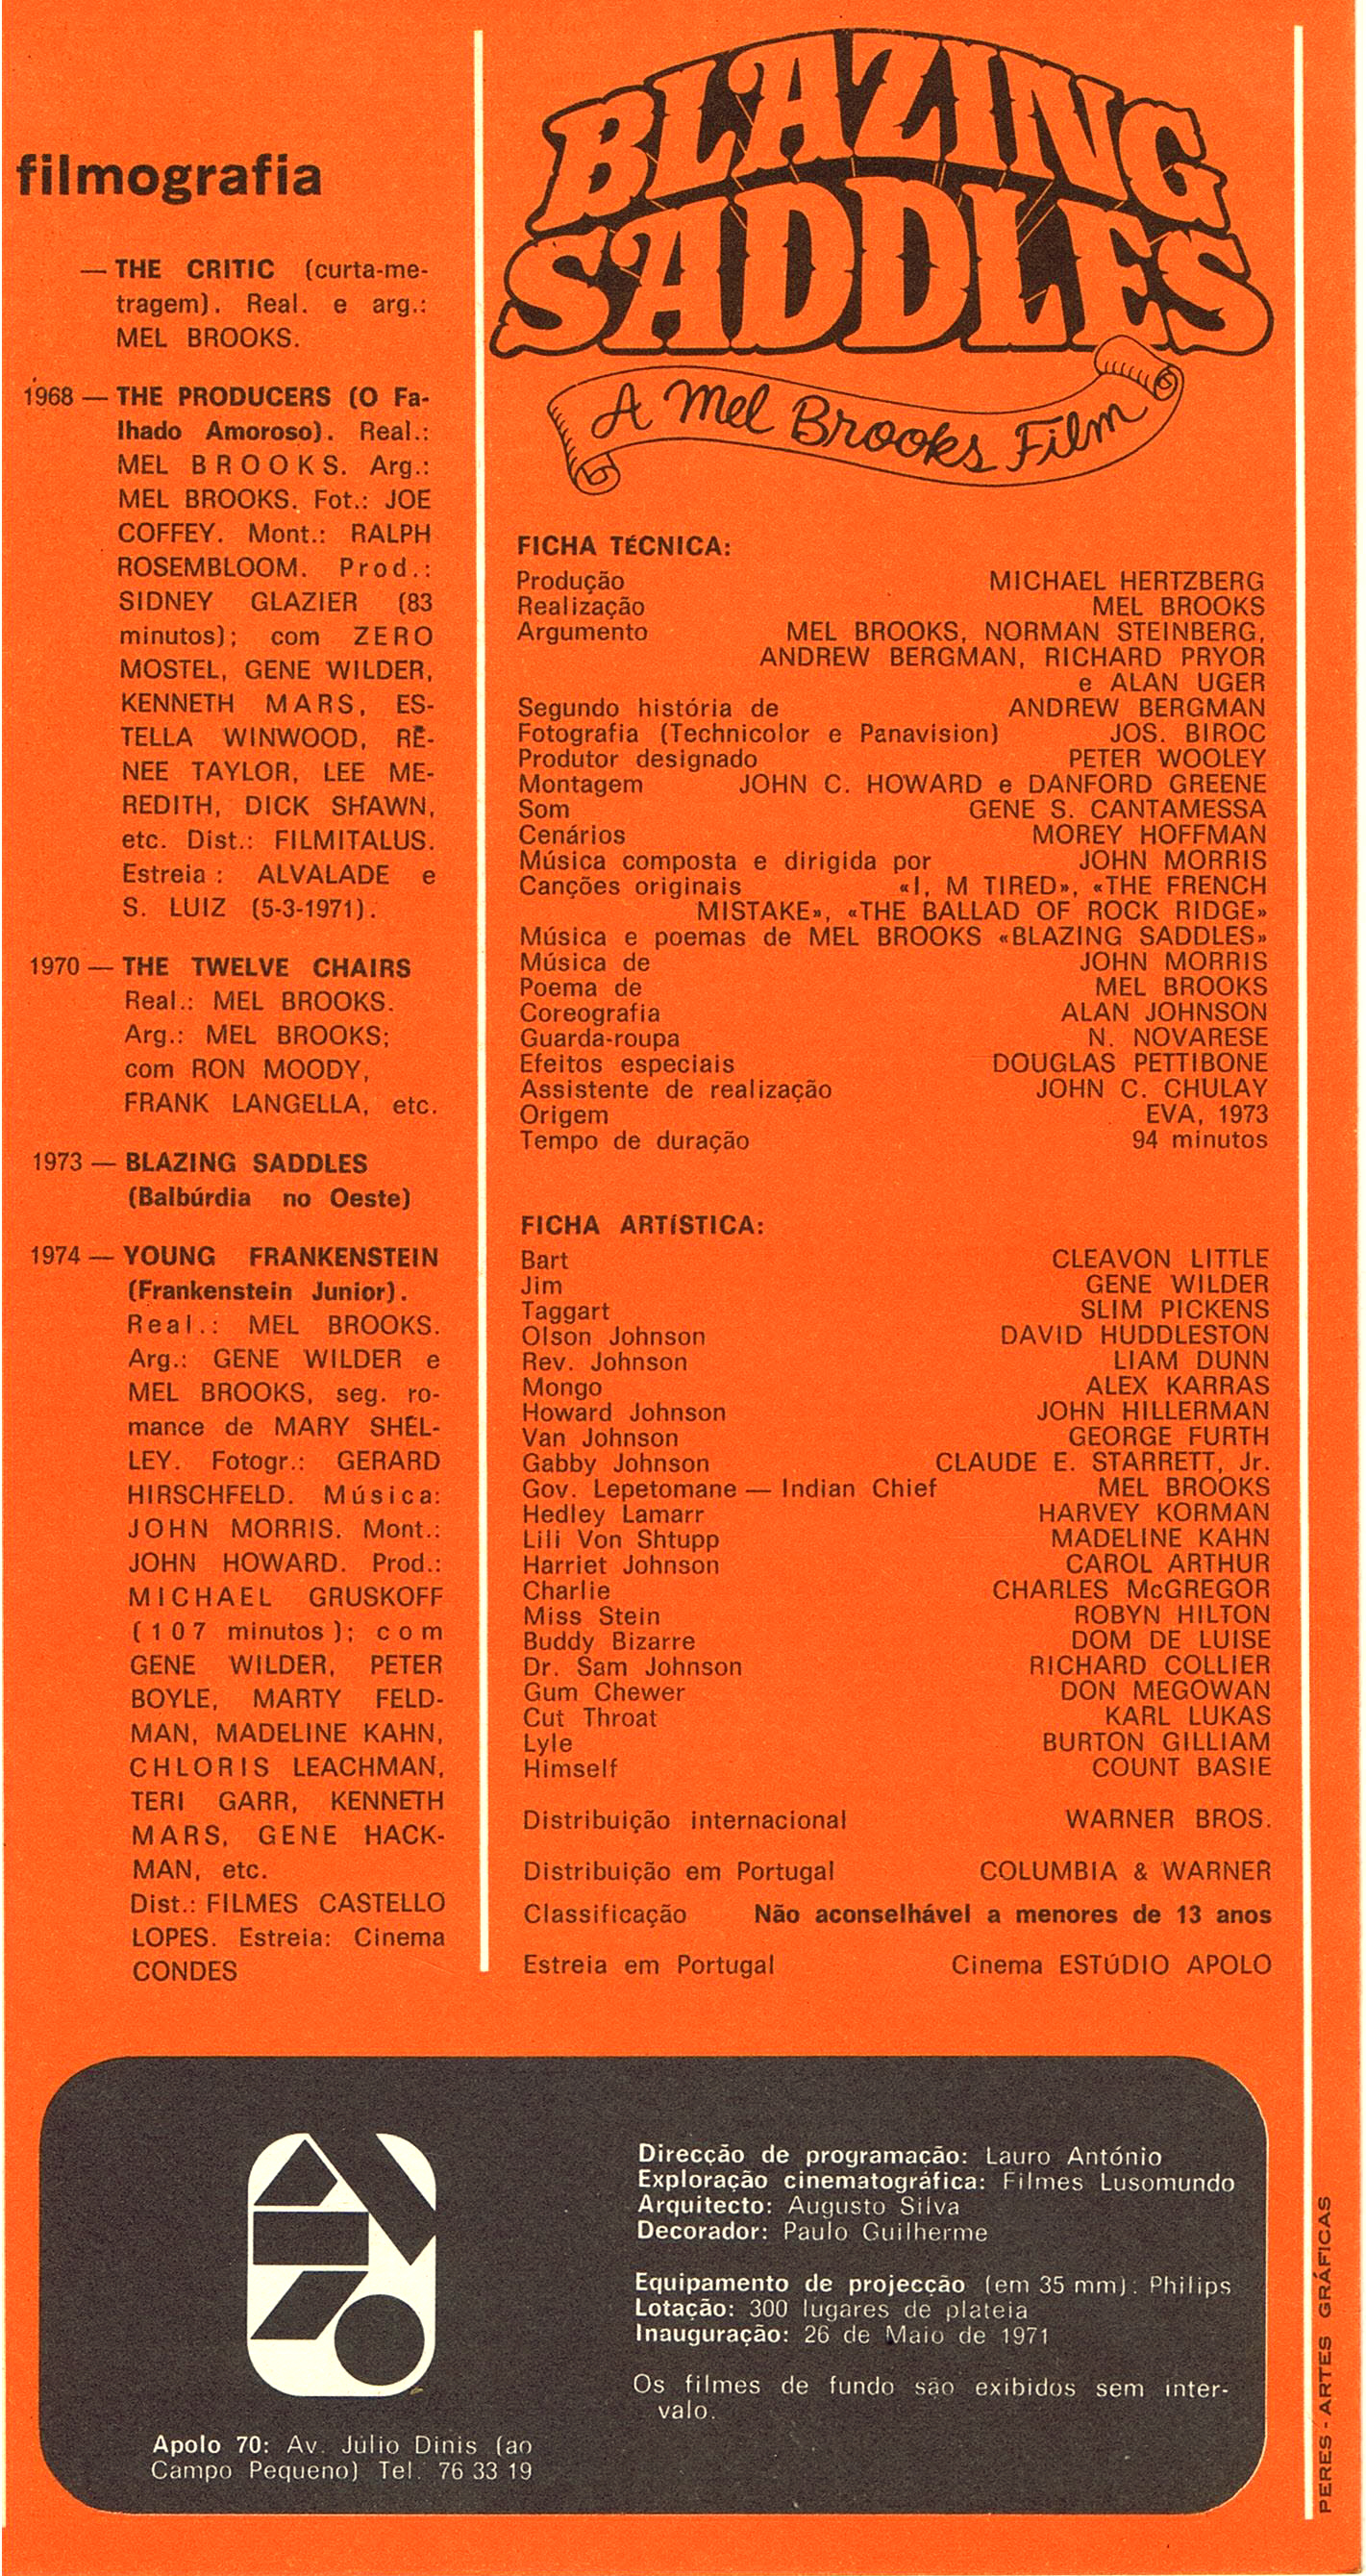 filmografia
— THE CRITIC (curta-me-
tragem). Real. e arg.:
MEL BROOKS.
1968 — THE PRODUCERS (O Fa-
lhado Amoroso). Real.:
MEL BROOKS. Arg.:
MEL BROOKS. Fot.: JOE
COFFEY. Mont.: RALPH
ROSEMBLOOM. Prod.:
SIDNEY GLAZIER (83
minutos); com ZERO
MOSTEL, GENE WILDER,
KENNETH MARS, ES-
TELLA WINWOOD, RE-
NEE TAYLOR, LEE ME-
REDITH, DICK SHAWN,
etc. Dist.: FILMITALUS.
Estreia: ALVALADE e
S. LUIZ (5-3-1971).
1970 — THE TWELVE CHAIRS
Real.: MEL BROOKS.
Arg.: MEL BROOKS;
com RON MOODY,
FRANK LANGELLA, etc.
1973 — BLAZING SADDLES
(Balbúrdia no Oeste)
1974 — YOUNG FRANKENSTEIN
(Frankenstein Junior).
Real.: MEL BROOKS.
Arg.: GENE WILDER e
MEL BROOKS, seg. ro-
mance de MARY SHEL-
LEY. Fotogr.: GERARD
HIRSCHFELD. Música:
JOHN MORRIS. Mont.:
JOHN HOWARD. Prod.:
MICHAEL GRUSKOFF
(107 minutos); com
GENE WILDER, PETER
BOYLE, MARTY FELD-
MAN, MADELINE KAHN,
CHLORIS LEACHMAN,
TERI GARR, KENNETH
MARS, GENE HACK-
MAN, etc.
Dist.: FILMES CASTELLO
LOPES. Estreia: Cinema
CONDES
BLAZING
SADDLES
A Mel Brooks Film
FICHA TÉCNICA:
Produção MICHAEL HERTZBERG
Realização MEL BROOKS
Argumento MEL BROOKS, NORMAN STEINBERG,
ANDREW BERGMAN, RICHARD PRYOR
e ALAN UGER
Segundo história de ANDREW BERGMAN
Fotografia (Technicolor e Panavision) JOS. BIROC
Produtor designado PETER WOOLEY
Montagem JOHN C. HOWARD e DANFORD GREENE
Som GENE S. CANTAMESSA
Cenários MOREY HOFFMAN
Música composta e dirigida por JOHN MORRIS
Canções originais «I, M TIRED», «THE FRENCH
MISTAKE», «THE BALLAD OF ROCK RIDGE»
Música e poemas de MEL BROOKS «BLAZING SADDLES»
Música de JOHN MORRIS
Poema de MEL BROOKS
Coreografia ALAN JOHNSON
Guarda-roupa N. NOVARESE
Efeitos especiais DOUGLAS PETTIBONE
Assistente de realização JOHN C. CHULAY
Origem EVA, 1973
Tempo de duração 94 minutos
FICHA ARTÍSTICA:
Bart CLEAVON LITTLE
Jim GENE WILDER
Taggart SLIM PICKENS
Olson Johnson DAVID HUDDLESTON
Rev. Johnson LIAM DUNN
Mongo ALEX KARRAS
Howard Johnson JOHN HILLERMAN
Van Johnson GEORGE FURTH
Gabby Johnson CLAUDE E. STARRETT, Jr.
Gov. Lepetomane — Indian Chief MEL BROOKS
Hedley Lamarr HARVEY KORMAN
Lili Von Shtupp MADELINE KAHN
Harriet Johnson CAROL ARTHUR
Charlie CHARLES McGREGOR
Miss Stein ROBYN HILTON
Buddy Bizarre DOM DE LUISE
Dr. Sam Johnson RICHARD COLLIER
Gum Chewer DON MEGOWAN
Cut Throat KARL LUKAS
Lyle BURTON GILLIAM
Himself COUNT BASIE
Distribuição internacional WARNER BROS.
Distribuição em Portugal COLUMBIA & WARNER
Classificação Não aconselhável a menores de 13 anos
Estreia em Portugal Cinema ESTÚDIO APOLO
Apolo 70: Av. Júlio Dinis (ao
Campo Pequeno) Tel. 76 33 19
Direcção de programação: Lauro António
Exploração cinematográfica: Filmes Lusomundo
Arquitecto: Augusto Silva
Decorador: Paulo Guilherme
Equipamento de projecção (em 35 mm): Philips
Lotação: 300 lugares de plateia
Inauguração: 26 de Maio de 1971
Os filmes de fundo são exibidos sem inter-
valo.
PERES - ARTES GRÁFICAS